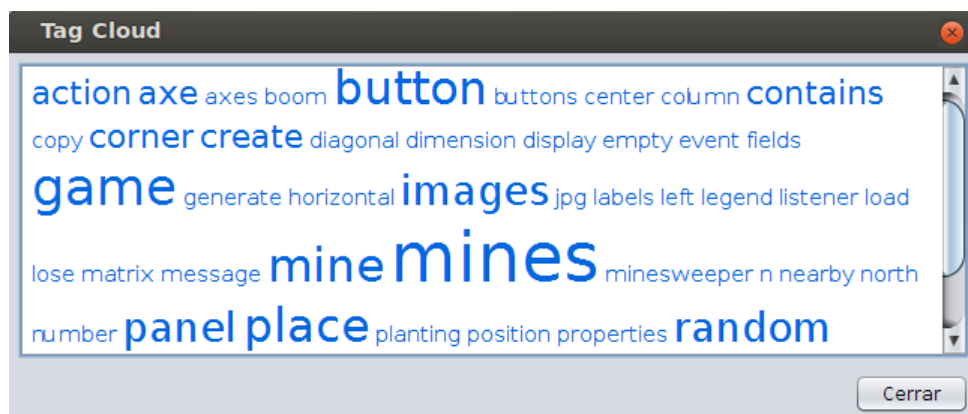 Tag Cloud
action axe axes boom button buttons center column contains
copy corner create diagonal dimension display empty event fields
game generate horizontal images jpg labels left legend listener load
lose matrix message mine mines minesweeper n nearby north
number panel place planting position properties random
Cerrar